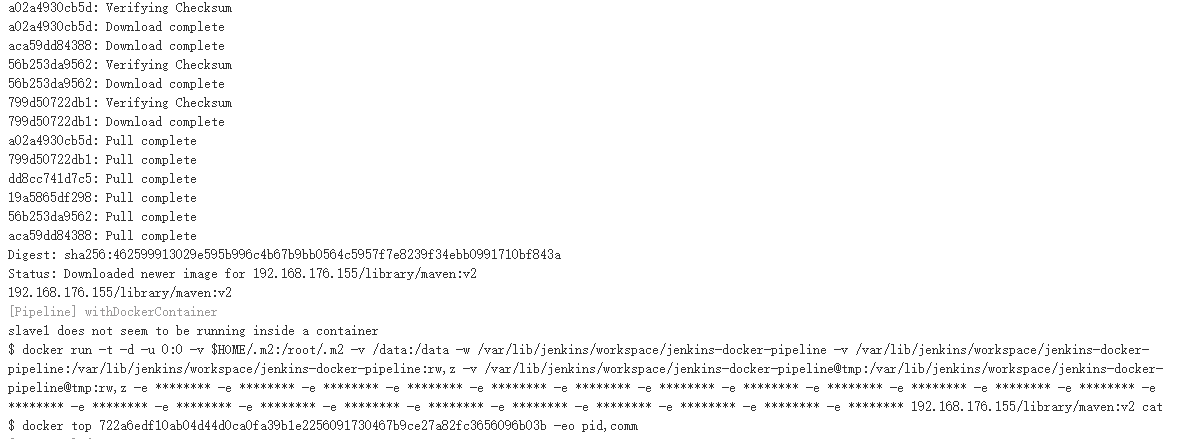 a02a4930cb5d: Verifying Checksum
a02a4930cb5d: Download complete
aca59dd84388: Download complete
56b253da9562: Verifying Checksum
56b253da9562: Download complete
799d50722db1: Verifying Checksum
799d50722db1: Download complete
a02a4930cb5d: Pull complete
799d50722db1: Pull complete
dd8cc741d7c5: Pull complete
19a5865df298: Pull complete
56b253da9562: Pull complete
aca59dd84388: Pull complete
Digest: sha256:462599913029e595b996c4b67b9bb0564c5957f7e8239f34ebb0991710bf843a
Status: Downloaded newer image for 192.168.176.155/library/maven:v2
192.168.176.155/library/maven:v2
[Pipeline] withDockerContainer
slave1 does not seem to be running inside a container
$ docker run -t -d -u 0:0 -v $HOME/.m2:/root/.m2 -v /data:/data -w /var/lib/jenkins/workspace/jenkins-docker-pipeline -v /var/lib/jenkins/workspace/jenkins-docker-
pipeline:/var/lib/jenkins/workspace/jenkins-docker-pipeline:rw,z -v /var/lib/jenkins/workspace/jenkins-docker-pipeline@tmp:/var/lib/jenkins/workspace/jenkins-docker-
pipeline@tmp:rw,z -e ******** -e ******** -e ******** -e ******** -e ******** -e ******** -e ******** -e ******** -e ******** -e ******** -e ******** -e ******** -e
******** -e ******** -e ******** -e ******** -e ******** -e ******** -e ******** -e ******** -e ******** -e ******** -e ******** 192.168.176.155/library/maven:v2 cat
$ docker top 722a6edf10ab04d44d0ca0fa39b1e2256091730467b9ce27a82fc3656096b03b -eo pid,comm